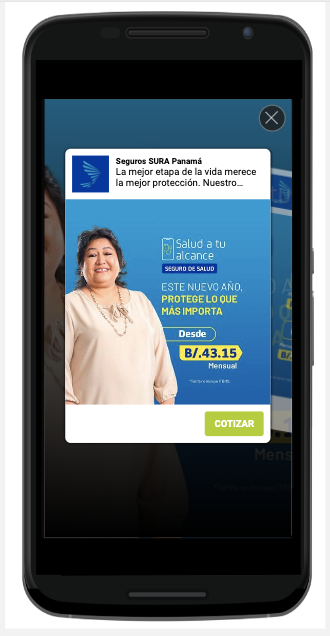 Seguros SURA Panamá
La mejor etapa de la vida merece
la mejor protección. Nuestro...
Salud a tu
alcance
SEGURO DE SALUD
ESTE NUEVO AÑO,
PROTEGE LO QUE
MÁS IMPORTA
Desde
B/.43.15
Mensual
COTIZAR
Men